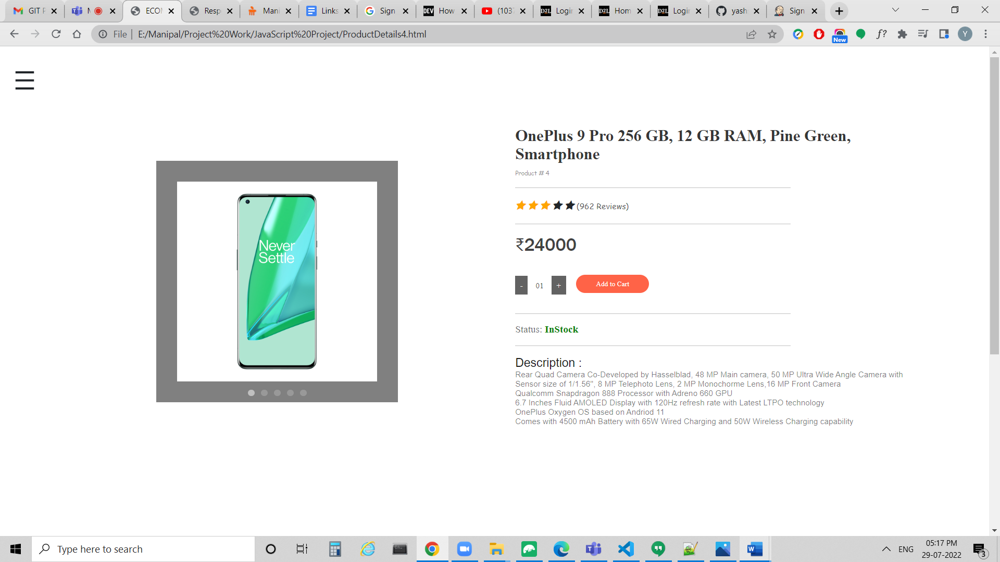 GIT P
M
ECOM
Resp
Mani
Links
Sign
DEV How
(103
D2L Login
D2L Hom
D2L Login
yash
Sign
File | E:/Manipal/Project%20Work/JavaScript%20Project/ProductDetails4.html
f?
New
Y
OnePlus 9 Pro 256 GB, 12 GB RAM, Pine Green,
Smartphone
Product # 4
(962 Reviews)
₹24000
- 01 + Add to Cart
Status: InStock
Description :
Rear Quad Camera Co-Developed by Hasselblad, 48 MP Main camera, 50 MP Ultra Wide Angle Camera with
Sensor size of 1/1.56", 8 MP Telephoto Lens, 2 MP Monochorme Lens,16 MP Front Camera
Qualcomm Snapdragon 888 Processor with Adreno 660 GPU
6.7 Inches Fluid AMOLED Display with 120Hz refresh rate with Latest LTPO technology
OnePlus Oxygen OS based on Andriod 11
Comes with 4500 mAh Battery with 65W Wired Charging and 50W Wireless Charging capability
Never
Settle
Type here to search
ENG
05:17 PM
29-07-2022
3